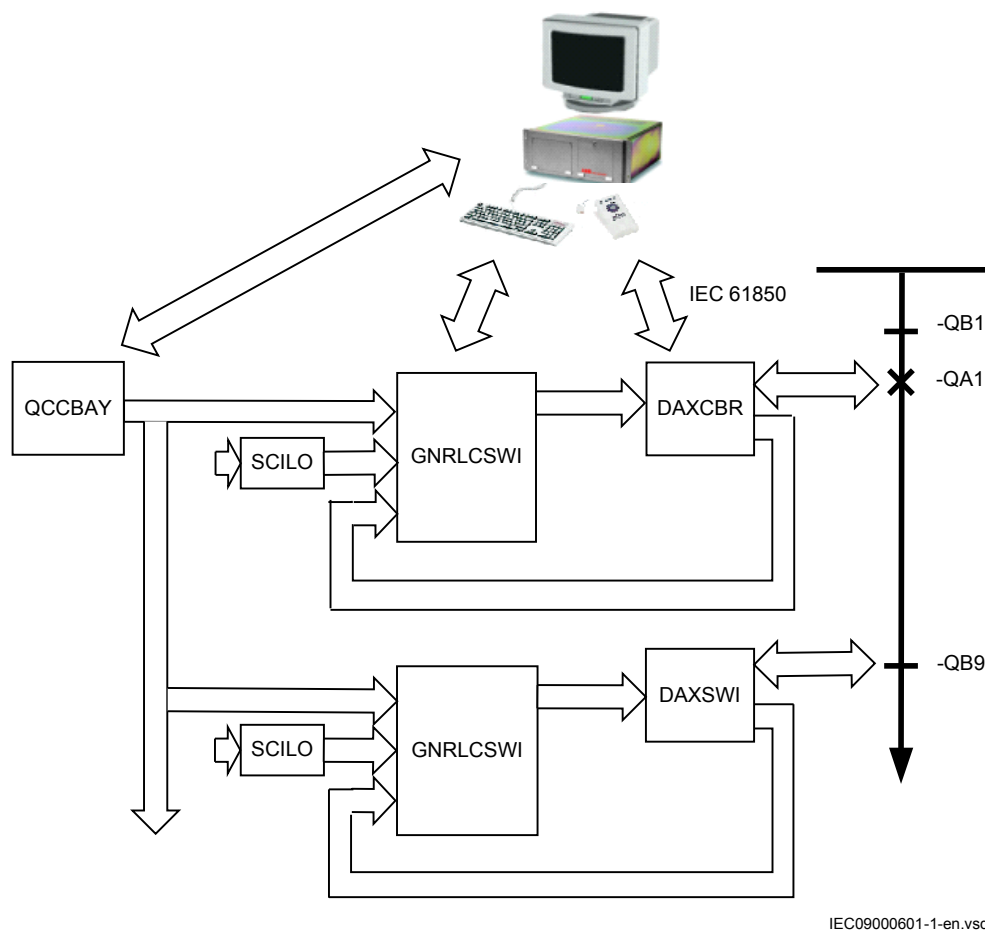 IEC 61850
-QB1
-QA1
QCCBAY
DAXCBR
GNRLCSWI
SCILO
-QB9
DAXSWI
GNRLCSWI
SCILO
IEC09000601-1-en.vsd